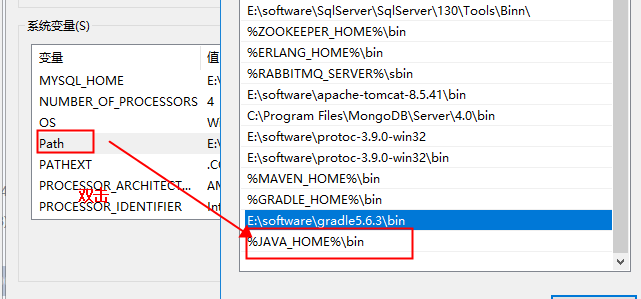 系统变量(S)
变量 值
MYSQL_HOME E:\
NUMBER_OF_PROCESSORS 4
OS W
Path E:\
PATHEXT .CO
PROCESSOR_ARCHITECT... AM
PROCESSOR_IDENTIFIER Int
双击
E:\software\SqlServer\SqlServer\130\Tools\Binn\
%ZOOKEEPER_HOME%\bin
%ERLANG_HOME%\bin
%RABBITMQ_SERVER%\sbin
E:\software\apache-tomcat-8.5.41\bin
C:\Program Files\MongoDB\Server\4.0\bin
E:\software\protoc-3.9.0-win32
E:\software\protoc-3.9.0-win32\bin
%MAVEN_HOME%\bin
%GRADLE_HOME%\bin
E:\software\gradle5.6.3\bin
%JAVA_HOME%\bin